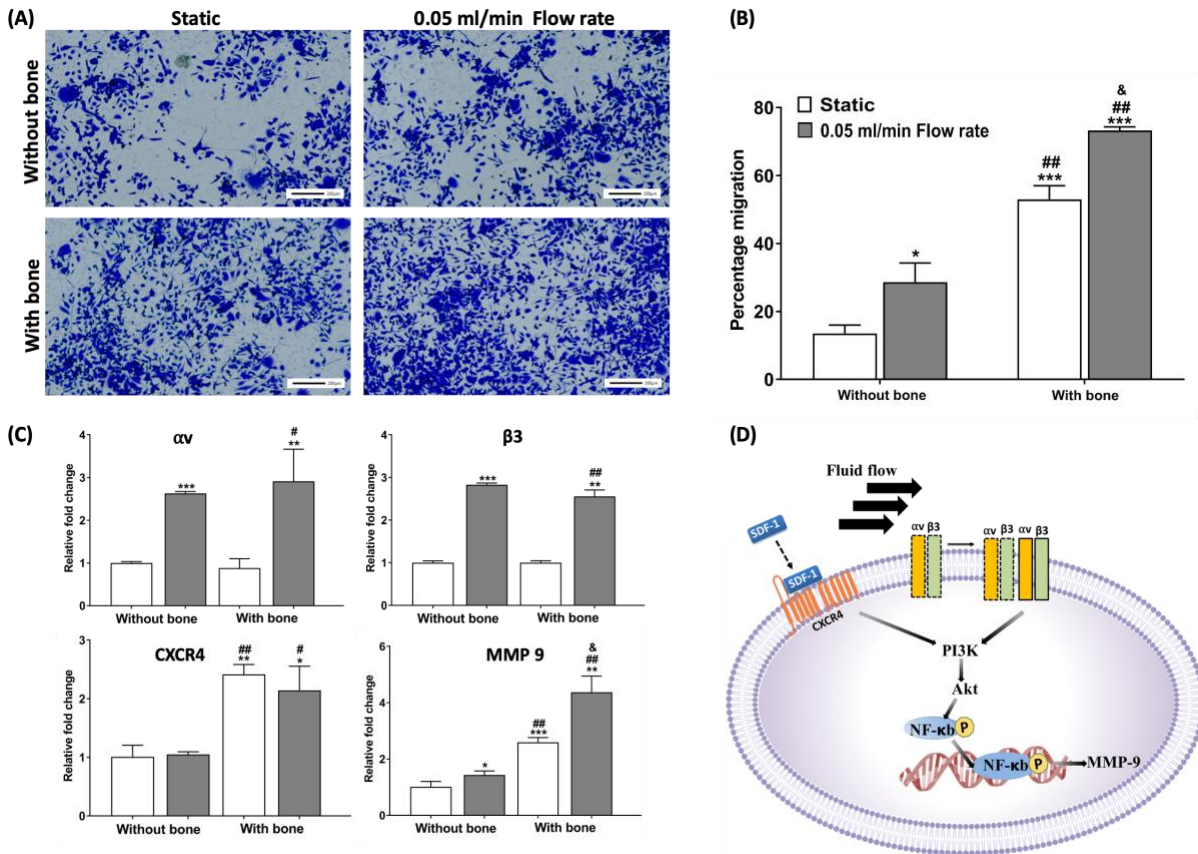 (A)
Static
0.05 ml/min Flow rate
Without bone
With bone
200μm
200μm
200μm
200μm
(B)
Percentage migration
80
60
40
20
0
Static
0.05 ml/min Flow rate
*
##
***
&
##
***
Without bone
With bone
(C)
αv
Relative fold change
4
3
2
1
0
***
#
**
Without bone
With bone
β3
Relative fold change
4
3
2
1
0
***
##
**
Without bone
With bone
CXCR4
Relative fold change
3
2
1
0
##
**
#
*
Without bone
With bone
MMP 9
Relative fold change
6
4
2
0
*
##
***
&
##
**
Without bone
With bone
(D)
Fluid flow
SDF-1
SDF-1
CXCR4
αv β3
αv β3 αv β3
PI3K
Akt
NF-κb P
NF-κb P
MMP-9